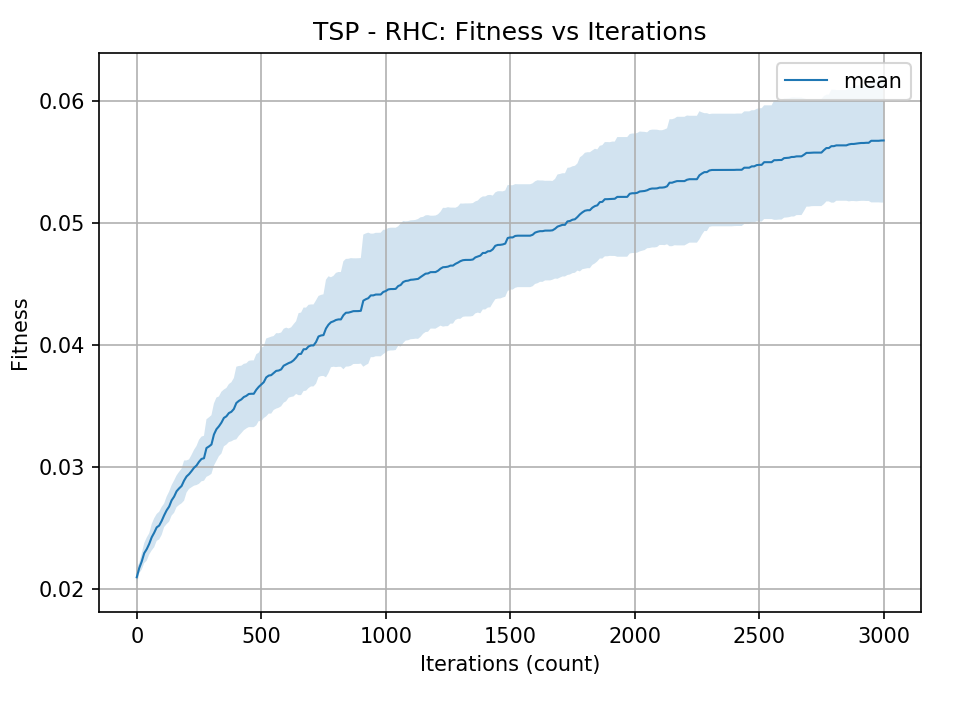 TSP - RHC: Fitness vs Iterations
mean
0.06
0.05
0.04
0.03
0.02
Fitness
0 500 1000 1500 2000 2500 3000
Iterations (count)